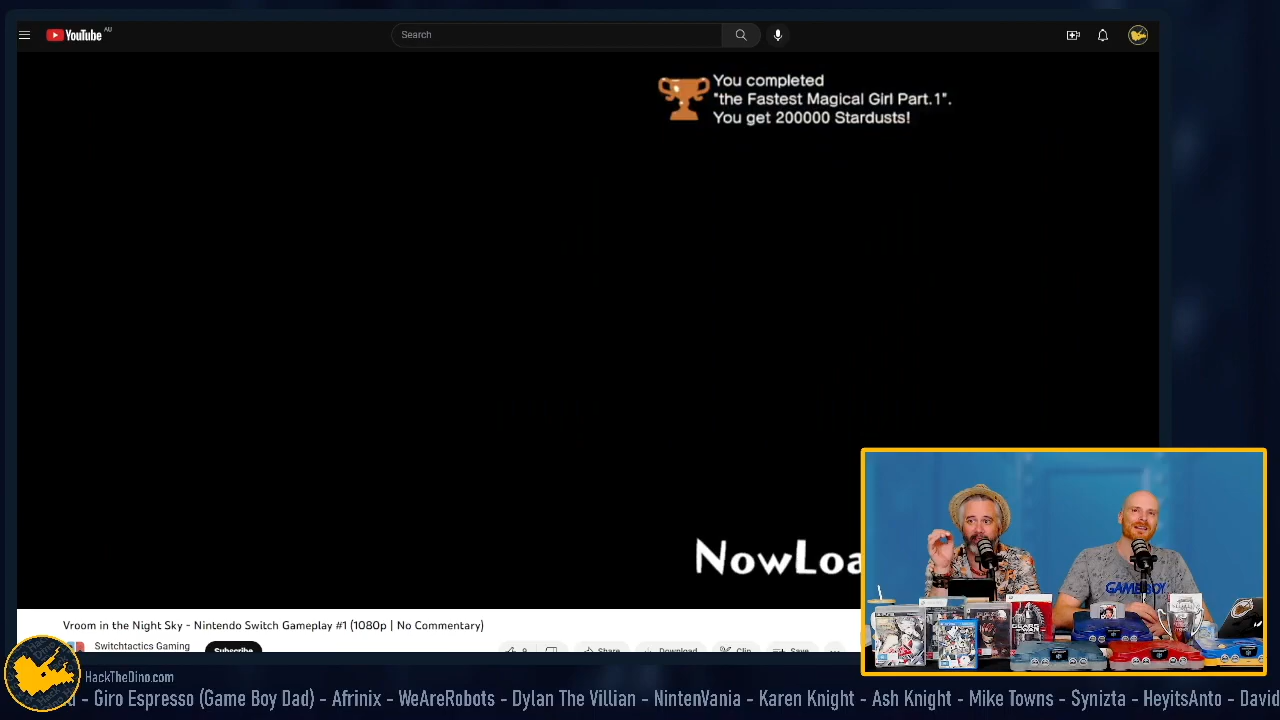 YouTube AU
Search
You completed
"the Fastest Magical Girl Part.1".
You get 200000 Stardusts!
NowLoa
Vroom in the Night Sky - Nintendo Switch Gameplay #1 (1080p | No Commentary)
Switchtactics Gaming
Subscribe
9
Share
Download
Clip
Save
GAMEBOY
HackTheDino.com
- Giro Espresso (Game Boy Dad) - Afrinix - WeAreRobots - Dylan The Villian - NintenVania - Karen Knight - Ash Knight - Mike Towns - Synizta - HeyitsAnto - David